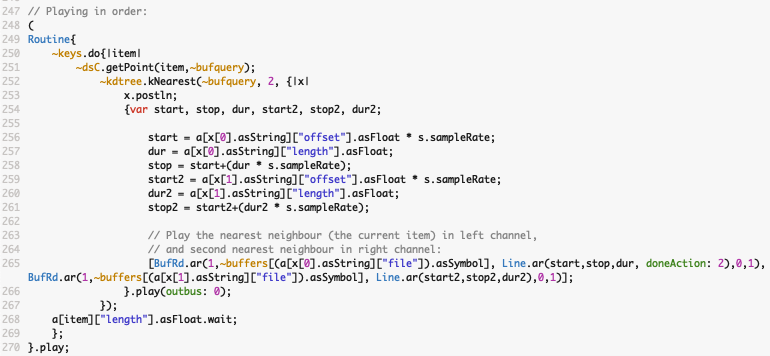 247 // Playing in order:
248 (
249 Routine{
250 ~keys.do{|item|
251 ~dsC.getPoint(item,~bufquery);
252 ~kdtree.kNearest(~bufquery, 2, {|x|
253 x.postln;
254 {var start, stop, dur, start2, stop2, dur2;
255
256 start = a[x[0].asString]["offset"].asFloat * s.sampleRate;
257 dur = a[x[0].asString]["length"].asFloat;
258 stop = start+(dur * s.sampleRate);
259 start2 = a[x[1].asString]["offset"].asFloat * s.sampleRate;
260 dur2 = a[x[1].asString]["length"].asFloat;
261 stop2 = start2+(dur2 * s.sampleRate);
262
263 // Play the nearest neighbour (the current item) in left channel,
264 // and second nearest neighbour in right channel:
265 [BufRd.ar(1,~buffers[(a[x[0].asString]["file"]).asSymbol], Line.ar(start,stop,dur, doneAction: 2),0,1),
BufRd.ar(1,~buffers[(a[x[1].asString]["file"]).asSymbol], Line.ar(start2,stop2,dur2),0,1)];
266 }.play(outbus: 0);
267 });
268 a[item]["length"].asFloat.wait;
269 };
270 }.play;